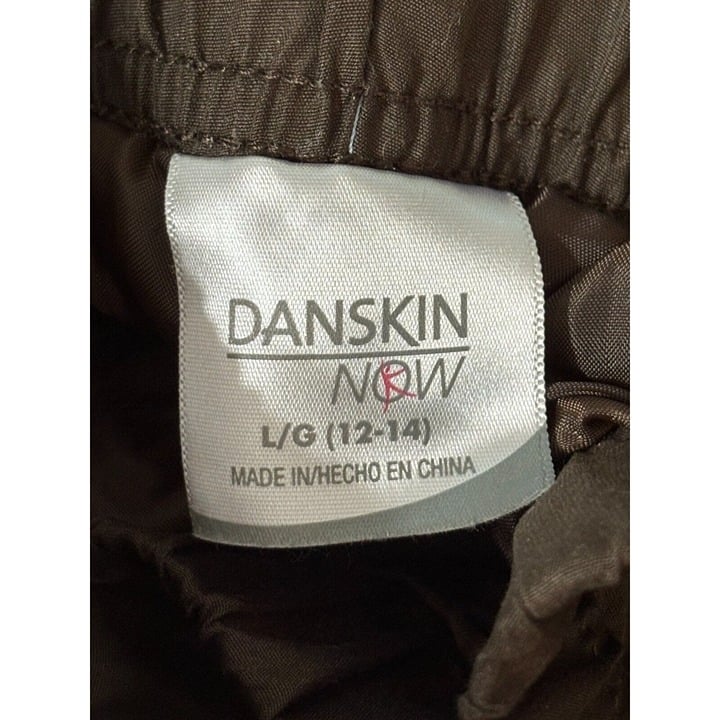 DANSKIN
NOW
L/G (12-14)
MADE IN/HECHO EN CHINA